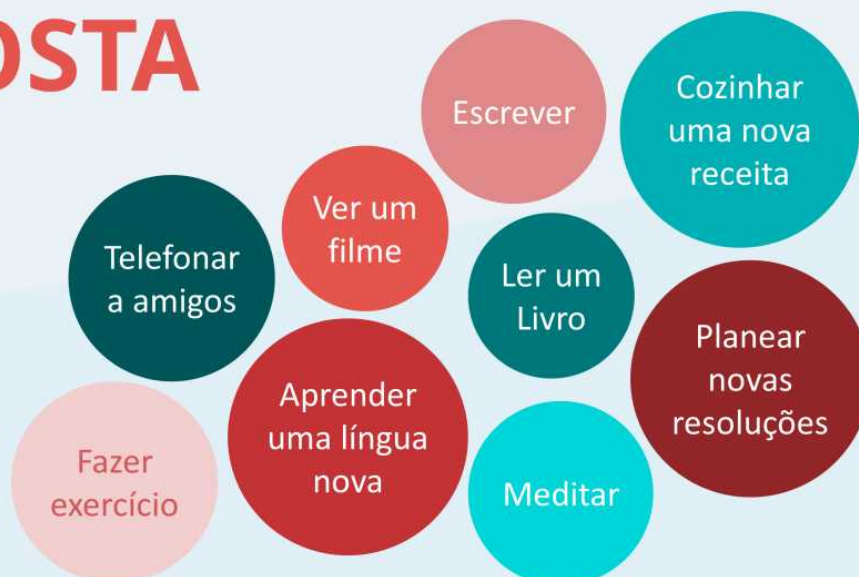 OSTA
Escrever
Cozinhar
uma nova
receita
Ver um
filme
Telefonar
a amigos
Ler um
Livro
Planear
novas
resoluções
Aprender
uma língua
nova
Fazer
exercício
Meditar